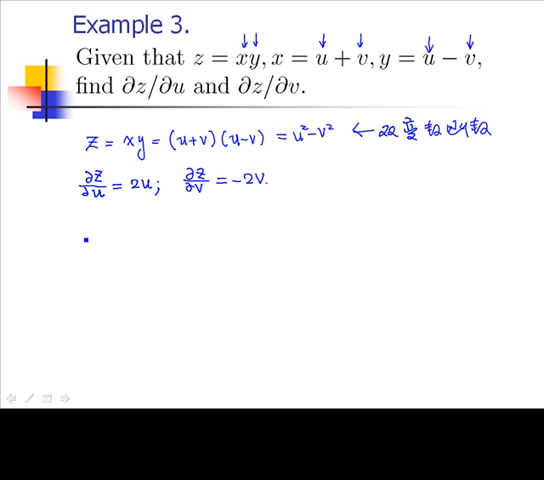 Example 3.
Given that z = xy, x = u + v, y = u − v,
find ∂z/∂u and ∂z/∂v.
z = xy = (u+v)(u−v) = u²−v² ←
∂z/∂u = 2u; ∂z/∂v = −2v.